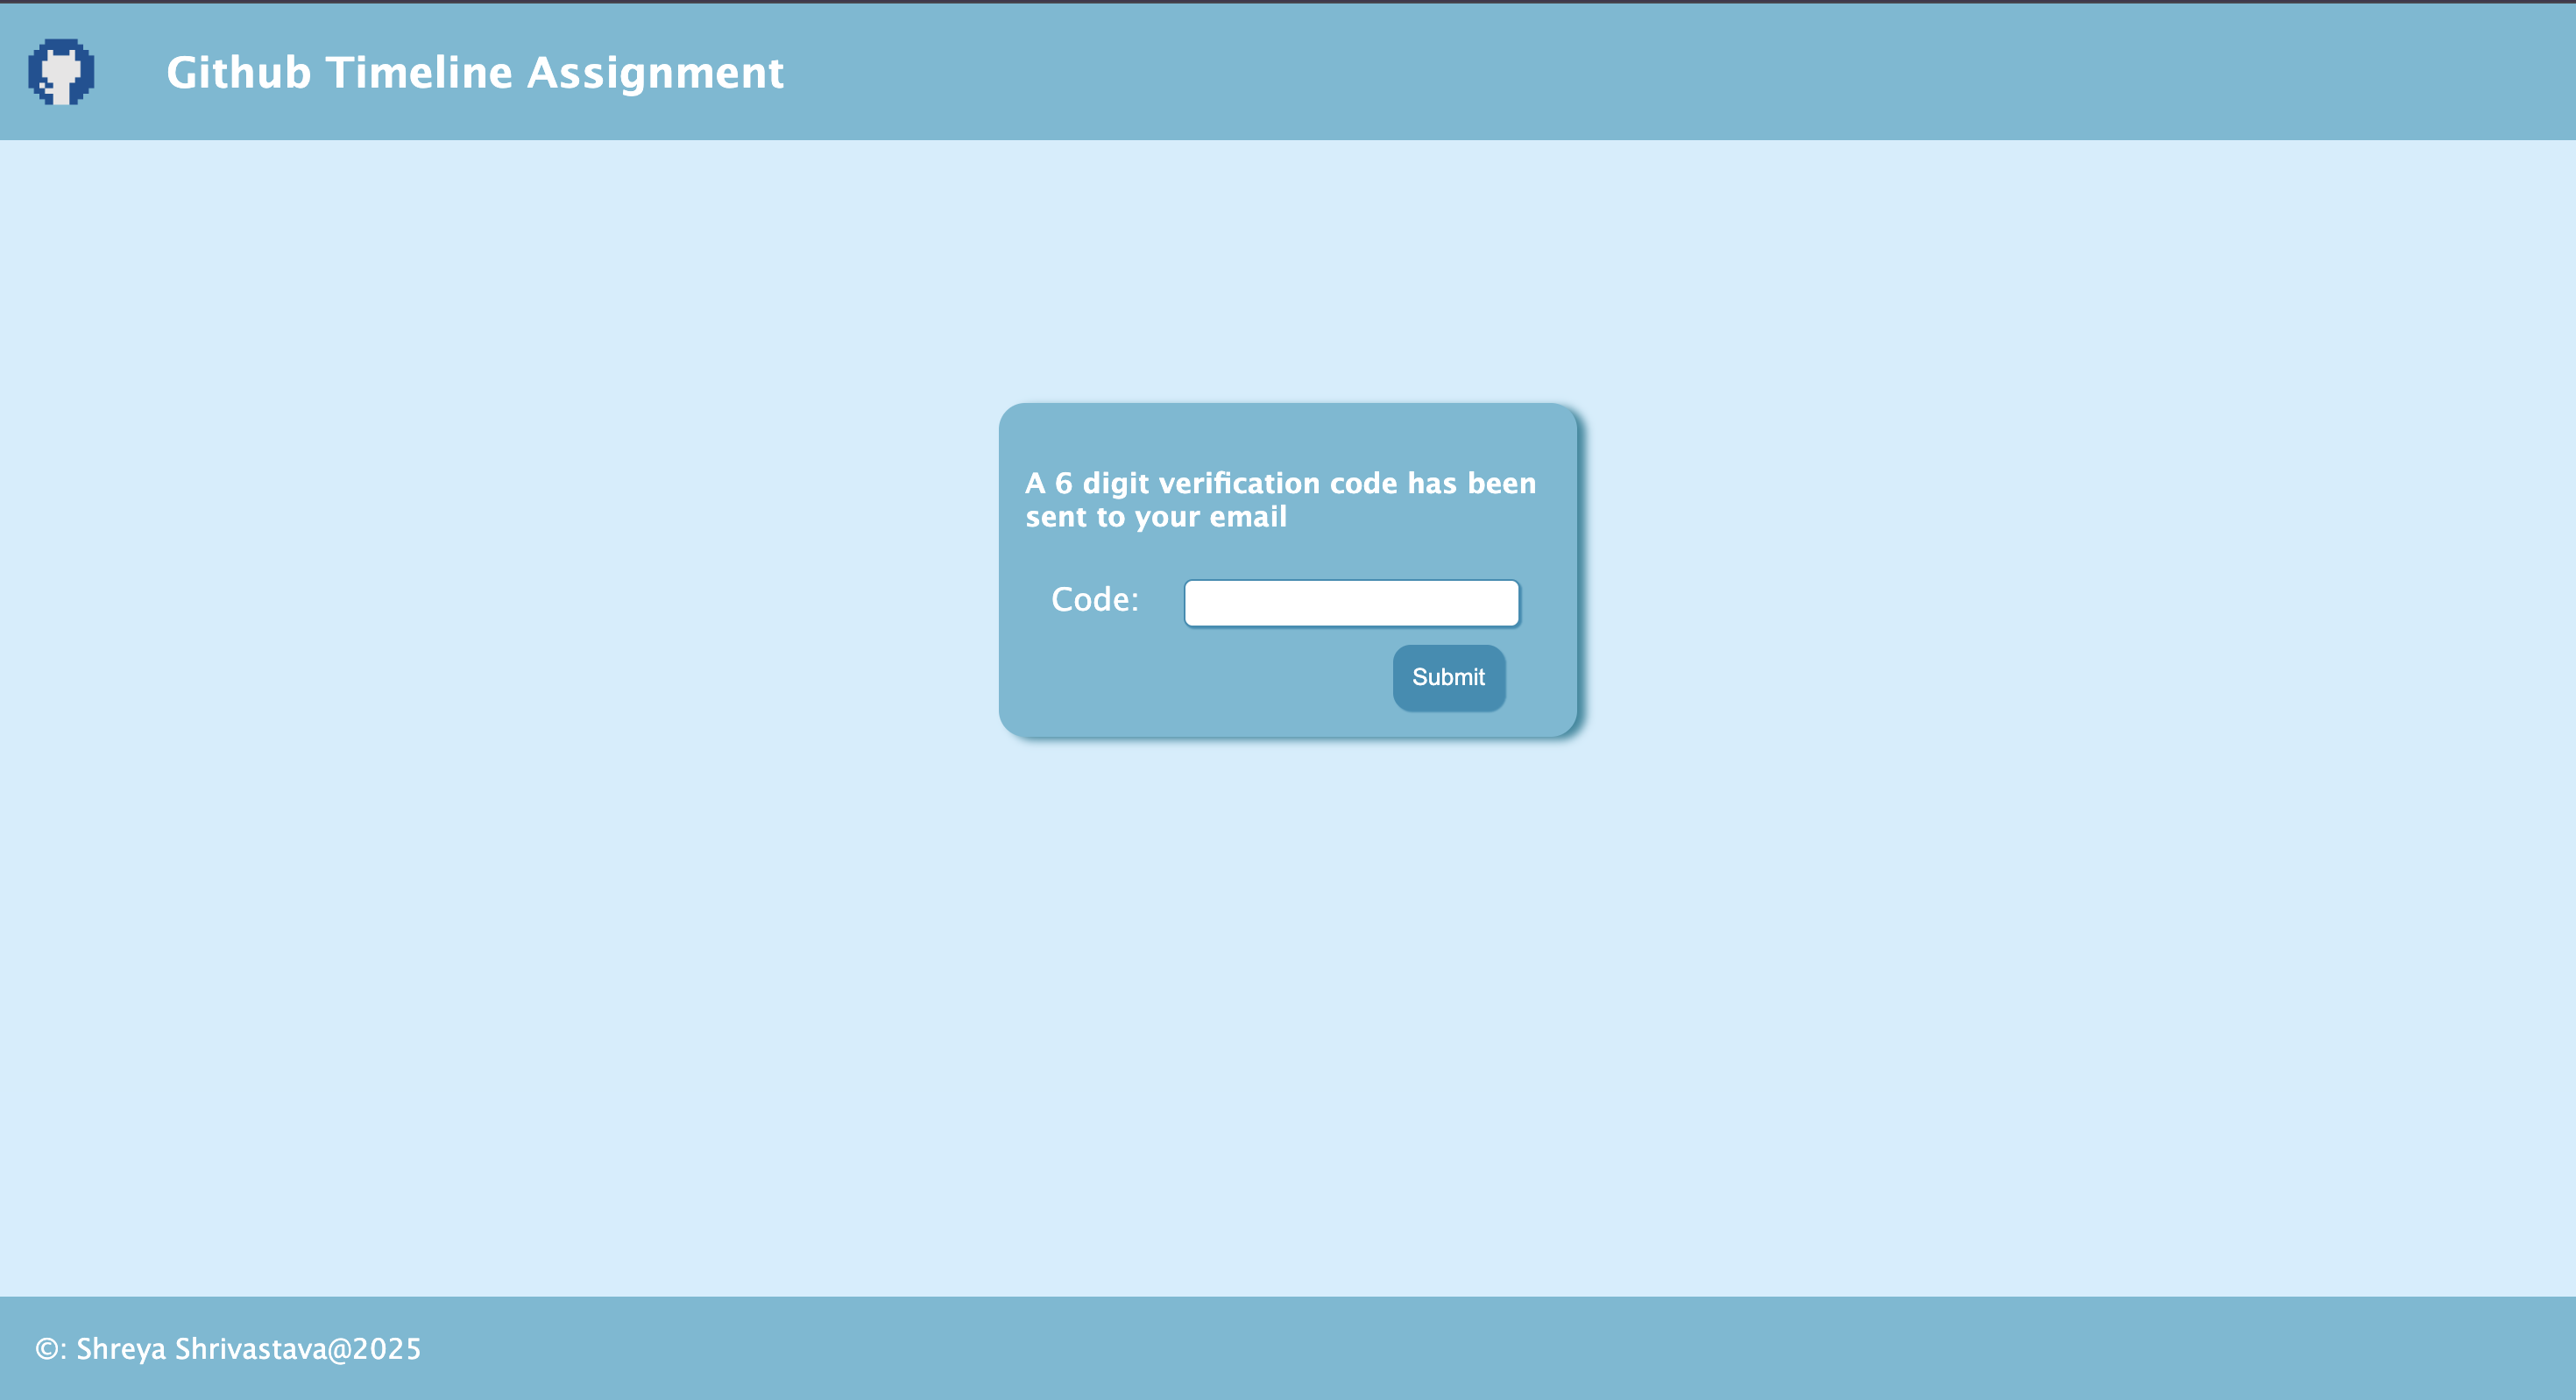 Github Timeline Assignment
A 6 digit verification code has been
sent to your email
Code:
Submit
©: Shreya Shrivastava@2025